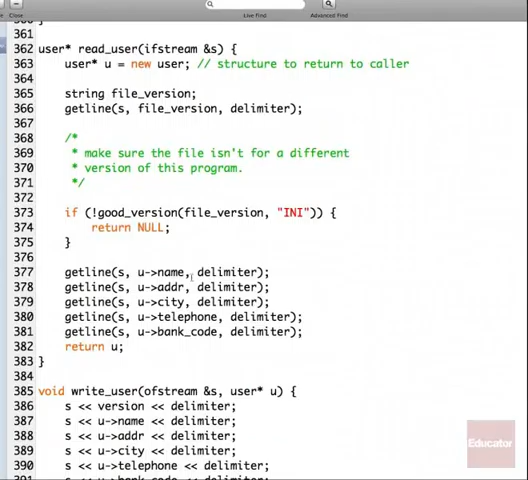 Close
Live Find
Advanced Find
360 }
361
362 user* read_user(ifstream &s) {
363 user* u = new user; // structure to return to caller
364
365 string file_version;
366 getline(s, file_version, delimiter);
367
368 /*
369 * make sure the file isn't for a different
370 * version of this program.
371 */
372
373 if (!good_version(file_version, "INI")) {
374 return NULL;
375 }
376
377 getline(s, u->name, delimiter);
378 getline(s, u->addr, delimiter);
379 getline(s, u->city, delimiter);
380 getline(s, u->telephone, delimiter);
381 getline(s, u->bank_code, delimiter);
382 return u;
383 }
384
385 void write_user(ofstream &s, user* u) {
386 s << version << delimiter;
387 s << u->name << delimiter;
388 s << u->addr << delimiter;
389 s << u->city << delimiter;
390 s << u->telephone << delimiter;
391 s << u->bank_code << delimiter;
Educator